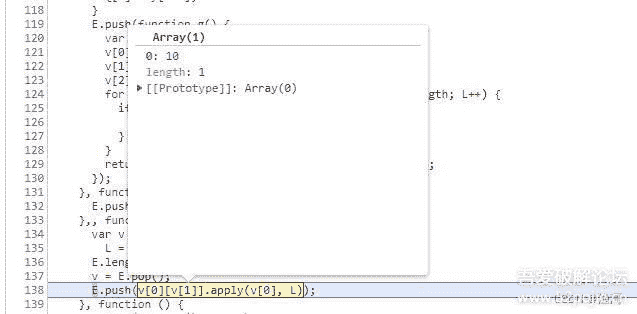 118 }
119 E.push(function g() {
120 var
121 v[0]
122 v[1]
123 v[2]
124 for gth; L++) {
125 if
126
127 }
128 }
129 retu ;
130 });
131 }, funct
132 E.push
133 },, func
134 var v
135 L =
136 E.leng
137 v = E.pop();
138 E.push(v[0][v[1]].apply(v[0], L));
139 }, function () {
Array(1)
0: 10
length: 1
▶ [[Prototype]]: Array(0)
吾爱破解论坛